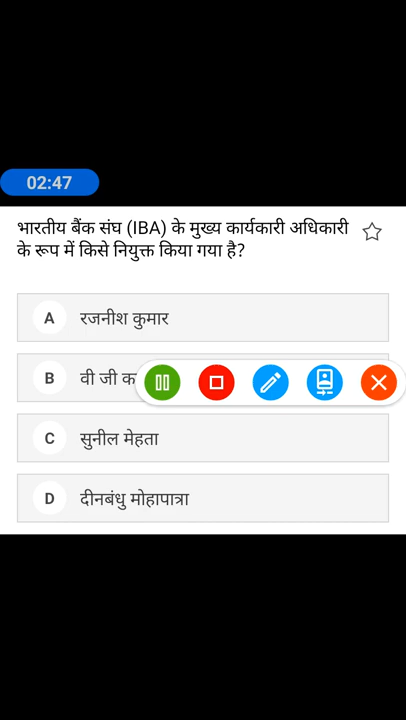 02:47
भारतीय बैंक संघ (IBA) के मुख्य कार्यकारी अधिकारी
के रूप में किसे नियुक्त किया गया है?
A रजनीश कुमार
B वी जी
C सुनील मेहता
D दीनबंधु मोहापात्रा